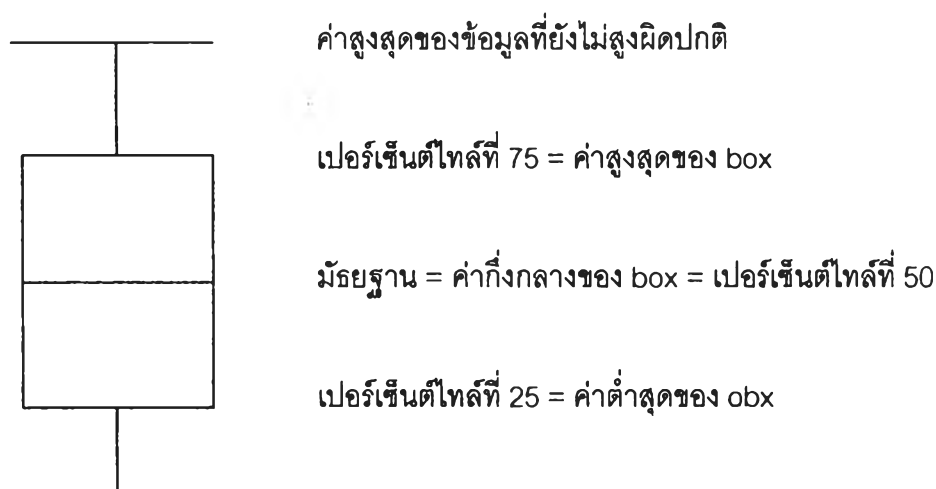 ค่าสูงสุดของข้อมูลที่ยังไม่สูงผิดปกติ
เปอร์เซ็นต์ไทล์ที่ 75 = ค่าสูงสุดของ box
มัธยฐาน = ค่ากึ่งกลางของ box = เปอร์เซ็นต์ไทล์ที่ 50
เปอร์เซ็นต์ไทล์ที่ 25 = ค่าต่ำสุดของ obx